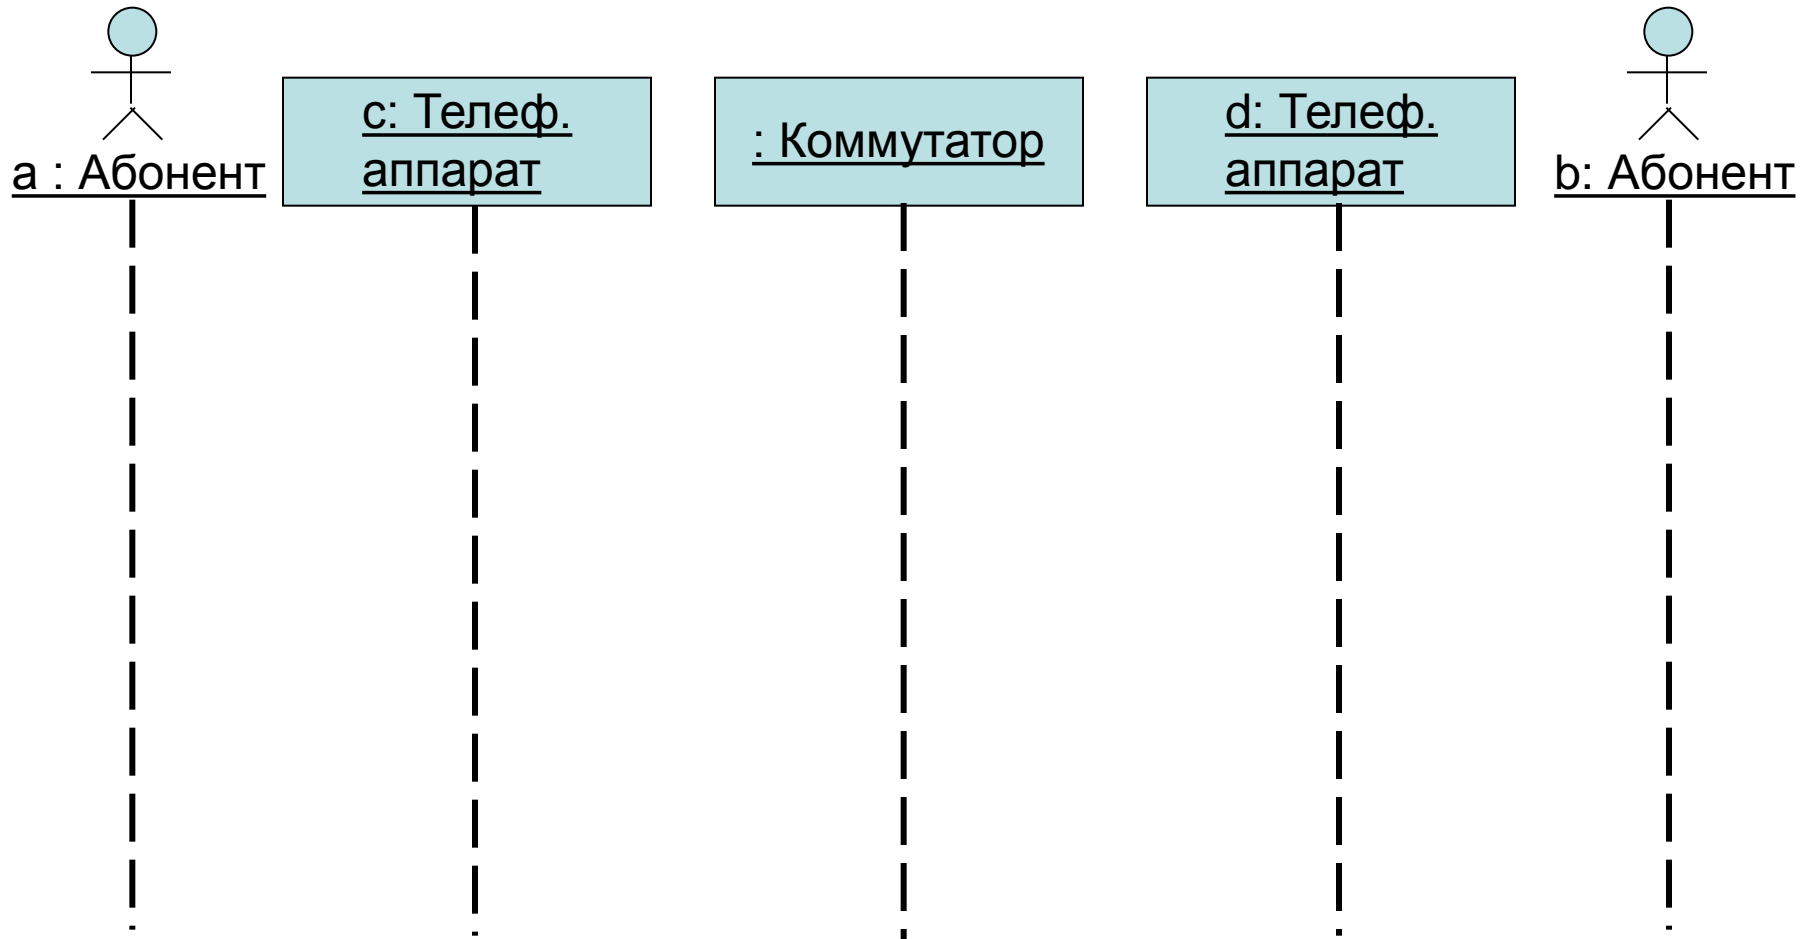 a : Абонент
c: Телеф.
аппарат
: Коммутатор
d: Телеф.
аппарат
b: Абонент